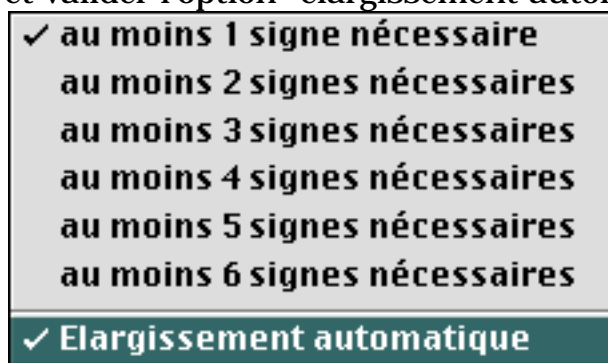 et valider l'option "élargissement auto
✓ au moins 1 signe nécessaire
au moins 2 signes nécessaires
au moins 3 signes nécessaires
au moins 4 signes nécessaires
au moins 5 signes nécessaires
au moins 6 signes nécessaires
✓ Elargissement automatique